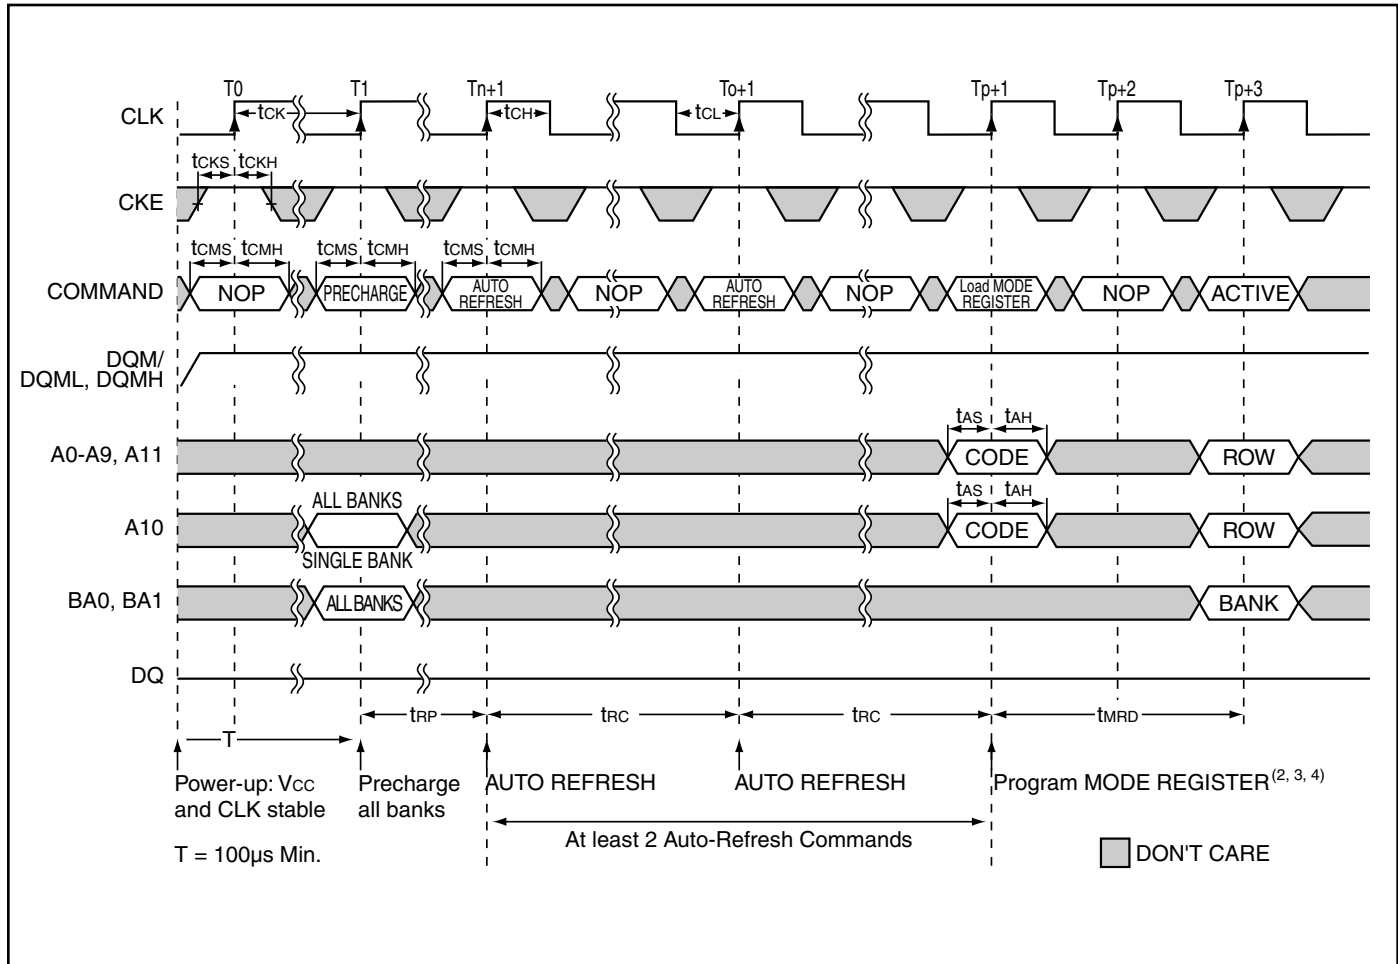 T0 T1 Tn+1 To+1 Tp+1 Tp+2 Tp+3
CLK tCK tCH tCL
tCKS tCKH
CKE
tCMS tCMH tCMS tCMH tCMS tCMH
COMMAND NOP PRECHARGE AUTO REFRESH NOP AUTO REFRESH NOP Load MODE REGISTER NOP ACTIVE
DQM/
DQML, DQMH
tAS tAH
A0-A9, A11 CODE ROW
ALL BANKS tAS tAH
A10 CODE ROW
SINGLE BANK
BA0, BA1 ALL BANKS BANK
DQ
tRP tRC tRC tMRD
T
Power-up: VCC
and CLK stable
Precharge
all banks
AUTO REFRESH
AUTO REFRESH
Program MODE REGISTER(2, 3, 4)
At least 2 Auto-Refresh Commands
T = 100µs Min.
DON'T CARE